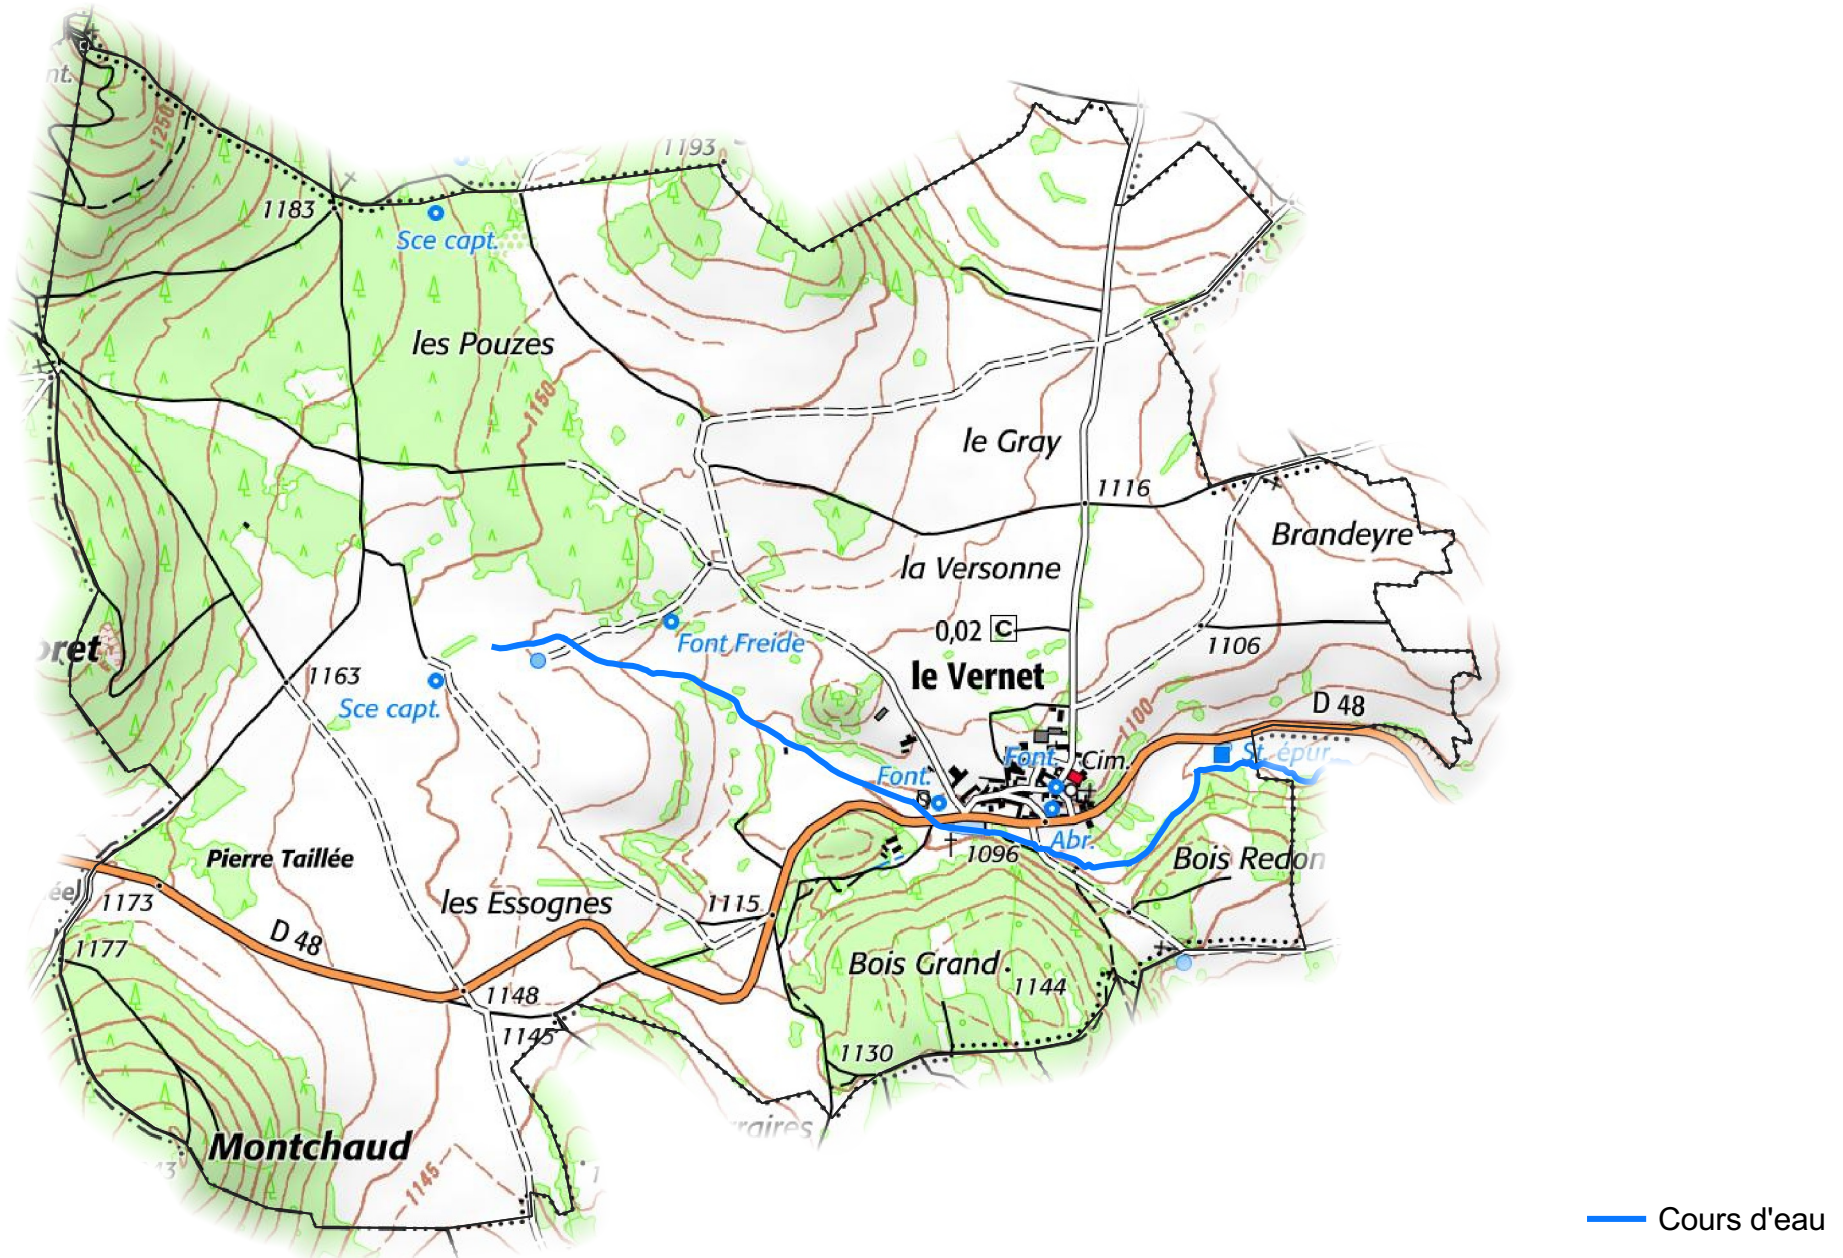 nt.
1250
1193
1183
Sce capt.
les Pouzes
1150
le Gray
1116
Brandeyre
la Versonne
0,02 C
Font Freide
1106
le Vernet
1163
Sce capt.
1100
D 48
Font.
Cim.
St. épur.
Font.
Abr.
1096
Bois Redon
Pierre Taillée
1173
les Essognes
1115
D 48
1177
Bois Grand
1144
1148
1145
1130
Montchaud
1145
Cours d'eau